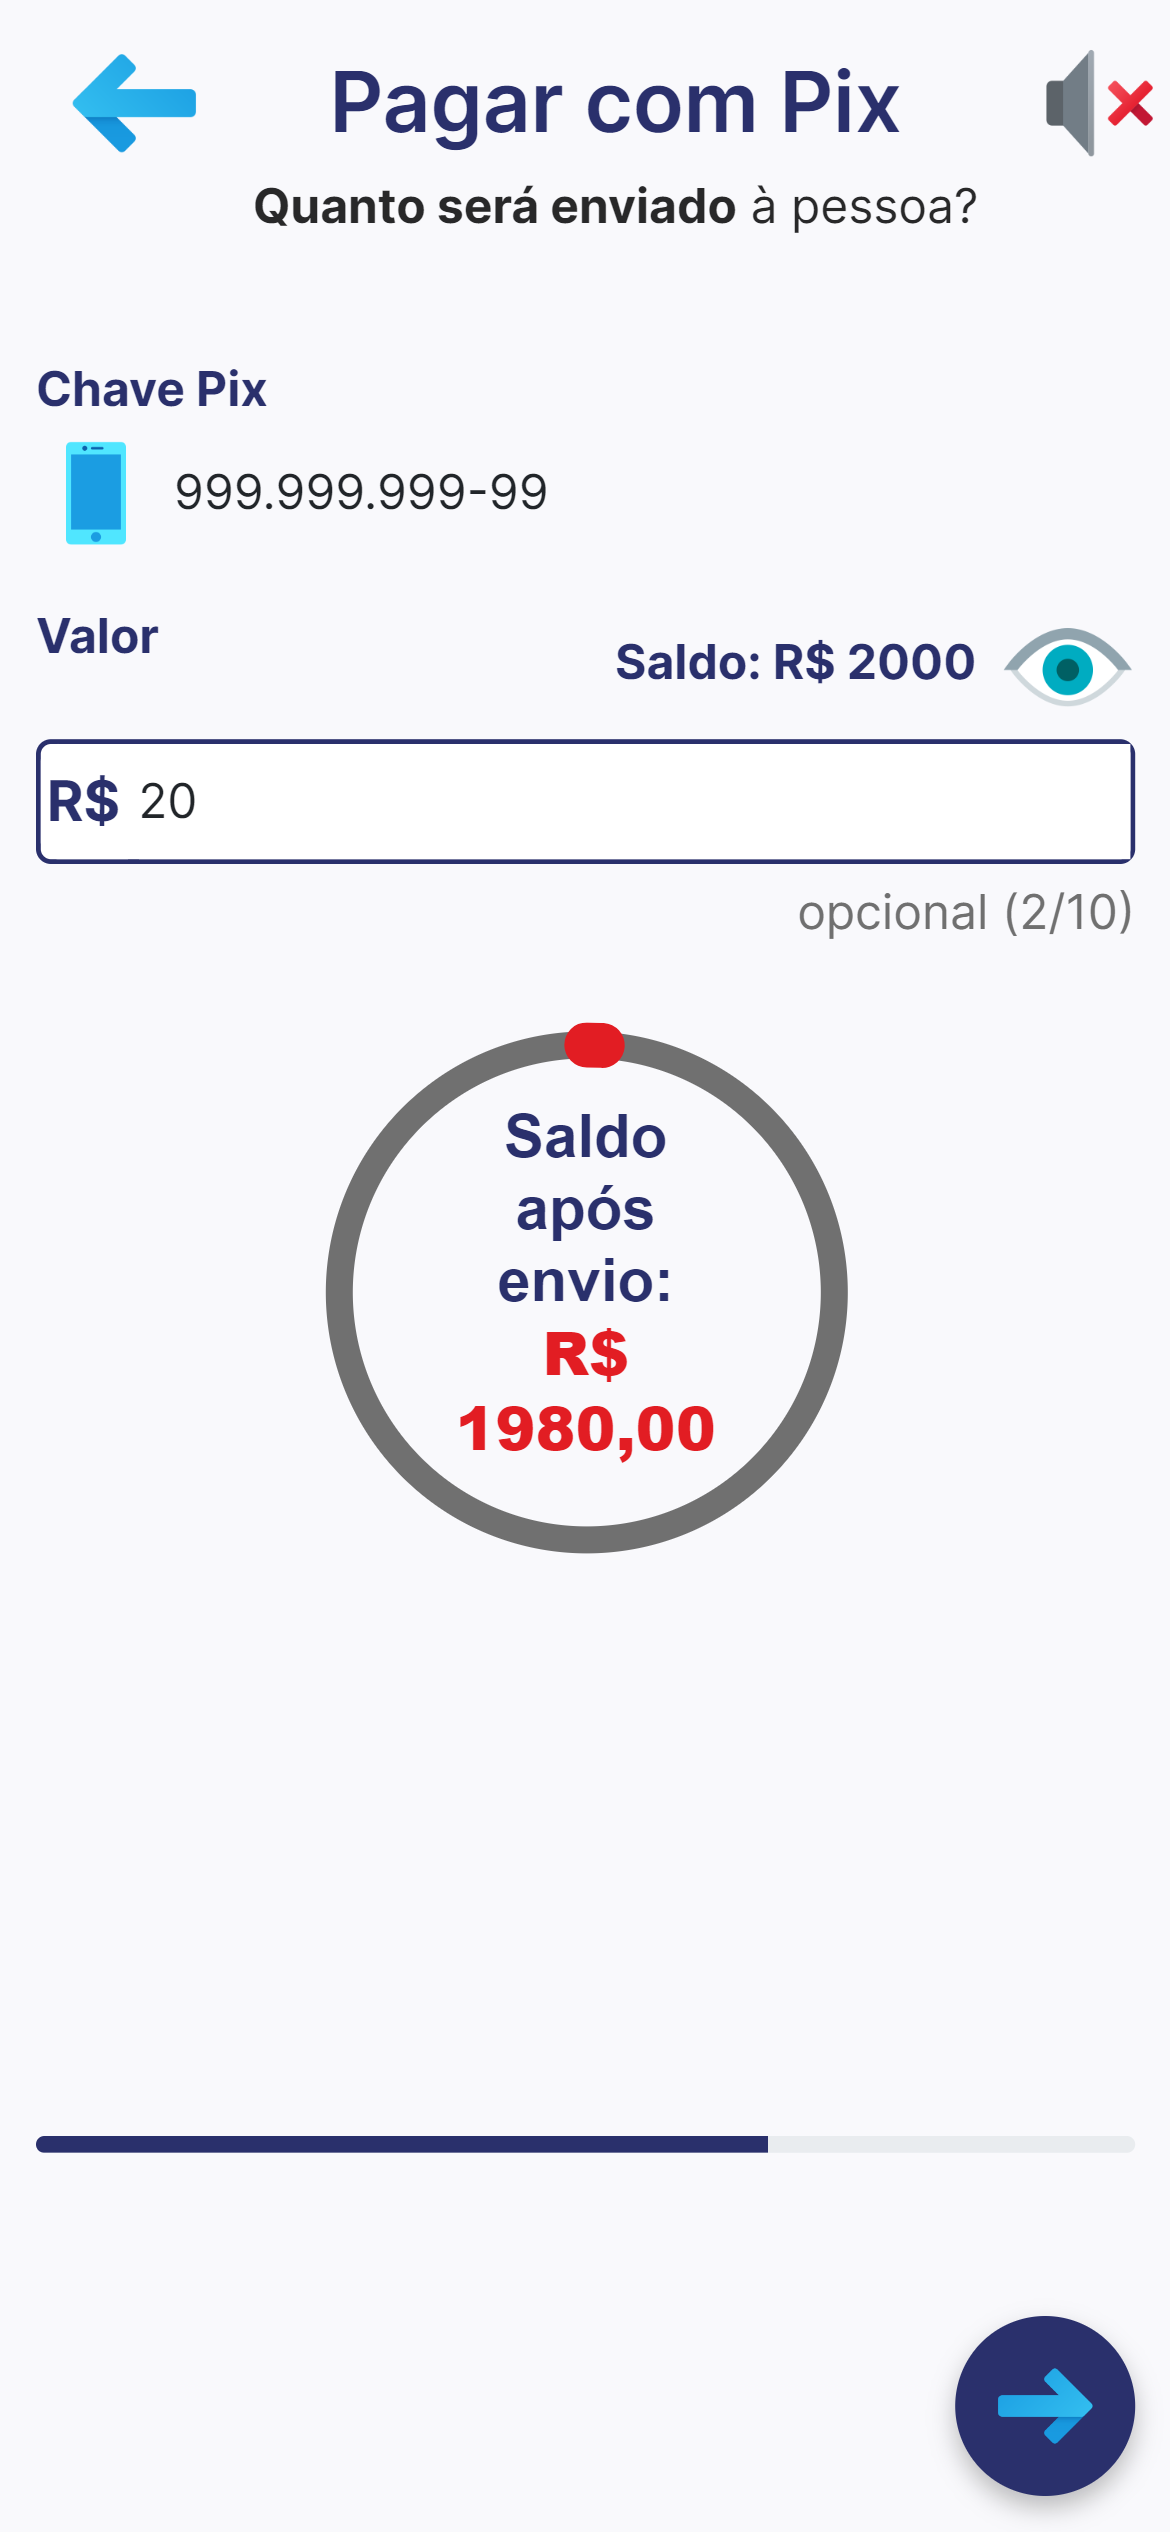 Pagar com Pix
Quanto será enviado à pessoa?
Chave Pix
999.999.999-99
Valor
Saldo: R$ 2000
R$ 20
opcional (2/10)
Saldo
após
envio:
R$
1980,00